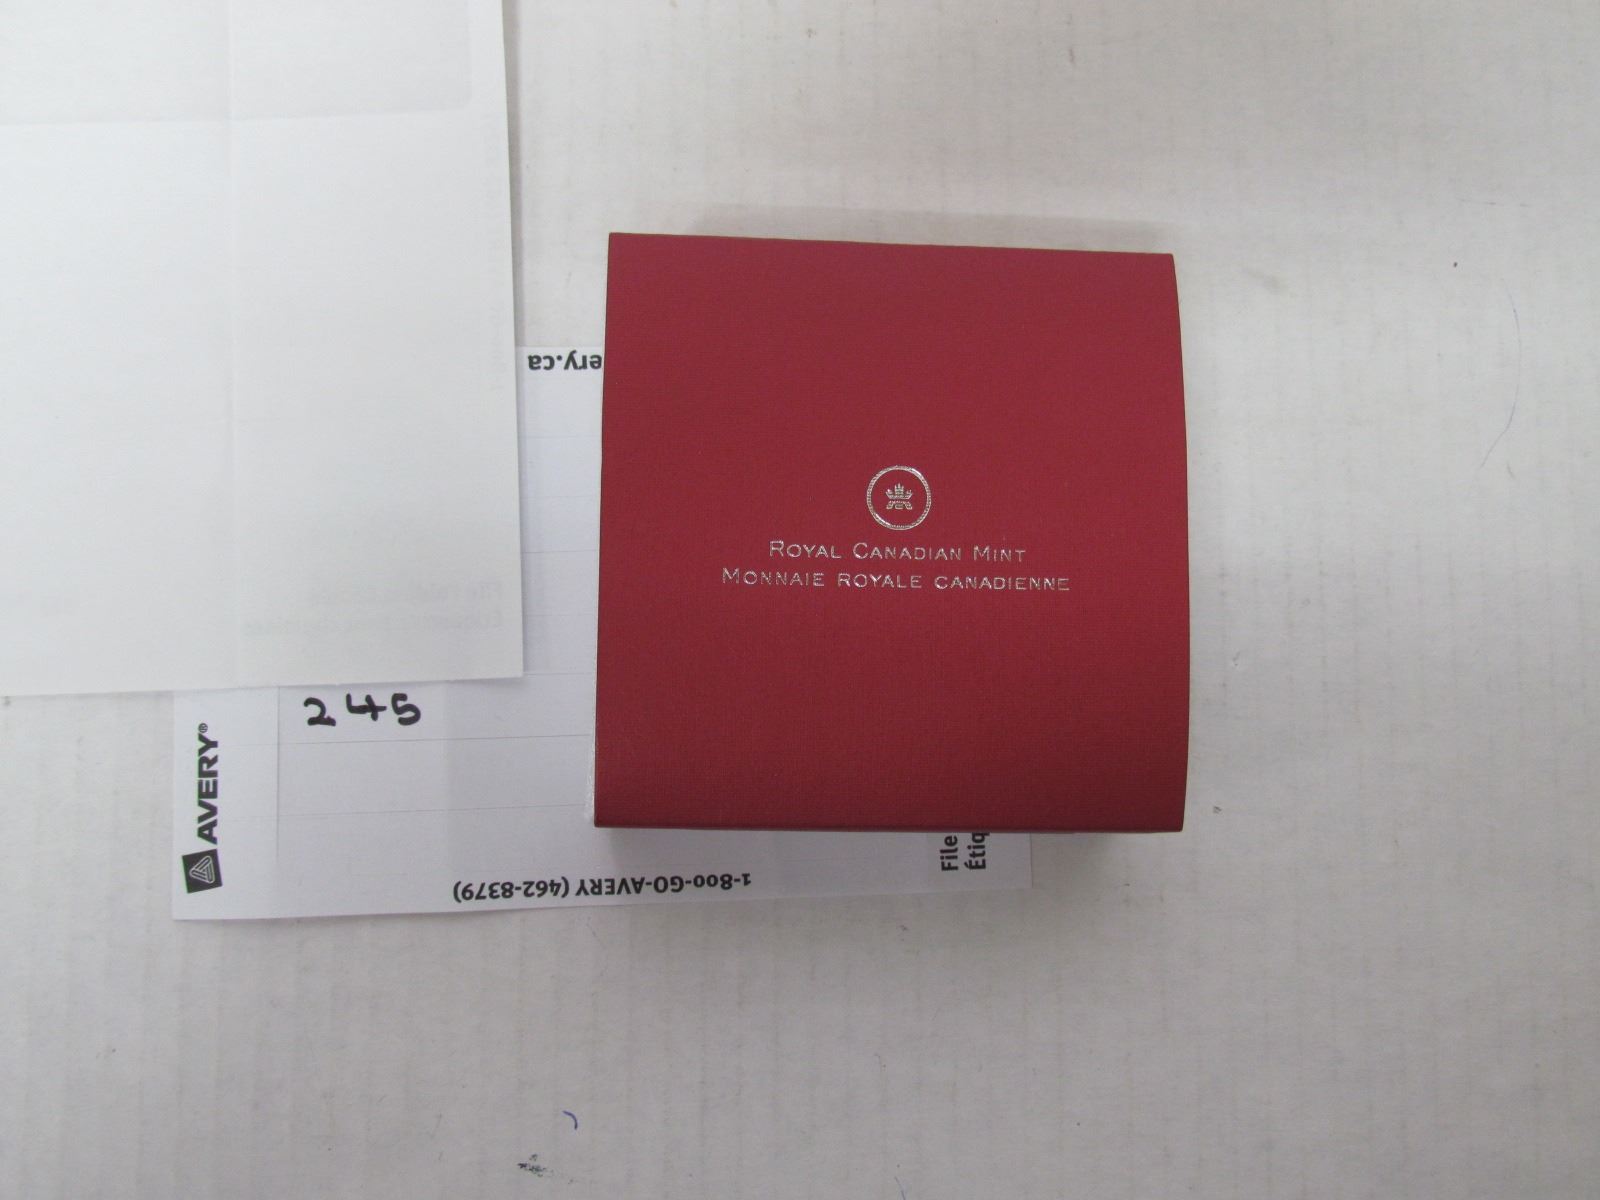 ery.ca
ROYAL CANADIAN MINT
MONNAIE ROYALE CANADIENNE
245
AVERY®
File
Étiq
1-800-GO-AVERY (462-8379)